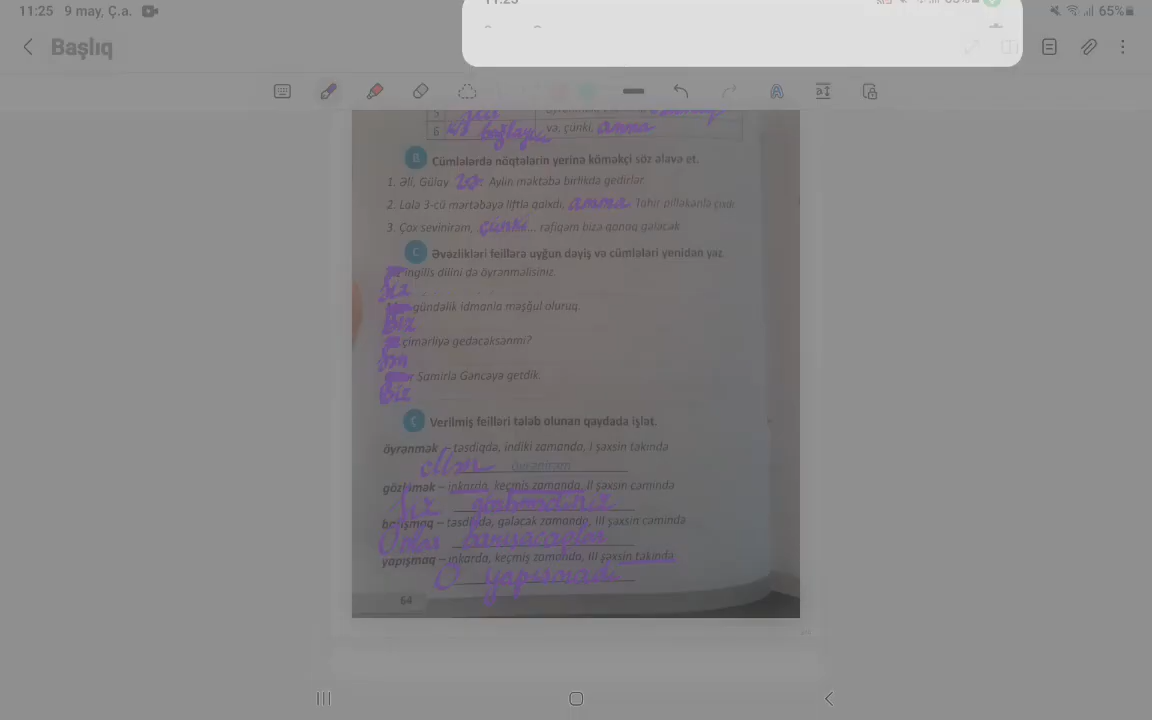 11:25 9 may, Ç.a. 65%
Başlıq
5
6 bağlayı və, çünki, amma
B Cümlələrdə nöqtələrin yerinə köməkçi söz əlavə et.
1. Əli, Gülay və Aylin məktəbə birlikdə gedirlər.
2. Lalə 3-cü mərtəbəyə liftlə qalxdı, amma Tahir pilləkənlə çıxdı.
3. Çox sevinirəm, çünki... rəfiqəm bizə qonaq gələcək
C Əvəzlikləri feillərə uyğun dəyiş və cümlələri yenidən yaz
ingilis dilini də öyrənməlisiniz.
Siz
gündəlik idmanla məşğul oluruq.
Biz
çimərliyə gedəcəksənmi?
Sən
Samirlə Gəncəyə getdik.
Biz
Ç Verilmiş feilləri tələb olunan qaydada işlət.
öyrənmək – təsdiqdə, indiki zamanda, I şəxsin təkində
Mən öyrənirəm
gözləmək – inkarda, keçmiş zamanda, II şəxsin cəmində
Siz gözləmədiniz
barışmaq – təsdiqdə, gələcək zamanda, III şəxsin cəmində
Onlar barışacaqlar
yapışmaq – inkarda, keçmiş zamanda, III şəxsin təkində
O yapışmadı
64